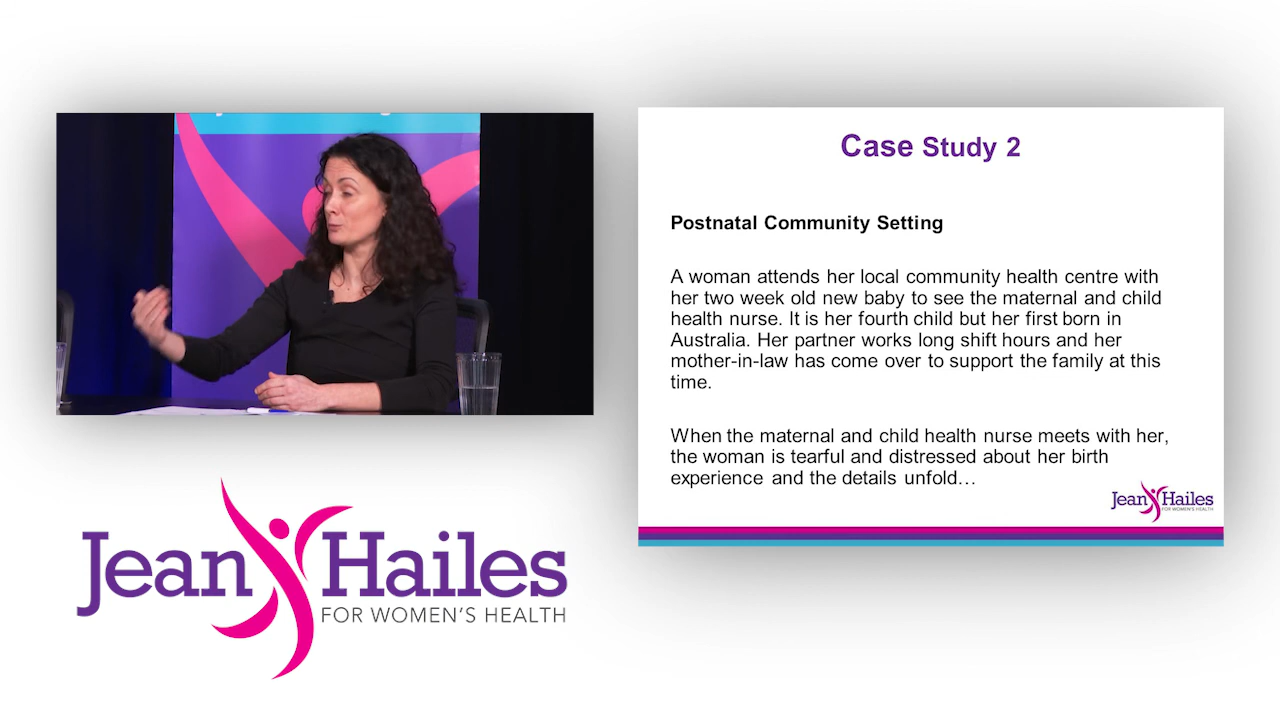 Case Study 2
Postnatal Community Setting
A woman attends her local community health centre with
her two week old new baby to see the maternal and child
health nurse. It is her fourth child but her first born in
Australia. Her partner works long shift hours and her
mother-in-law has come over to support the family at this
time.
When the maternal and child health nurse meets with her,
the woman is tearful and distressed about her birth
experience and the details unfold…
Jean Hailes
FOR WOMEN'S HEALTH
Jean Hailes
FOR WOMEN'S HEALTH